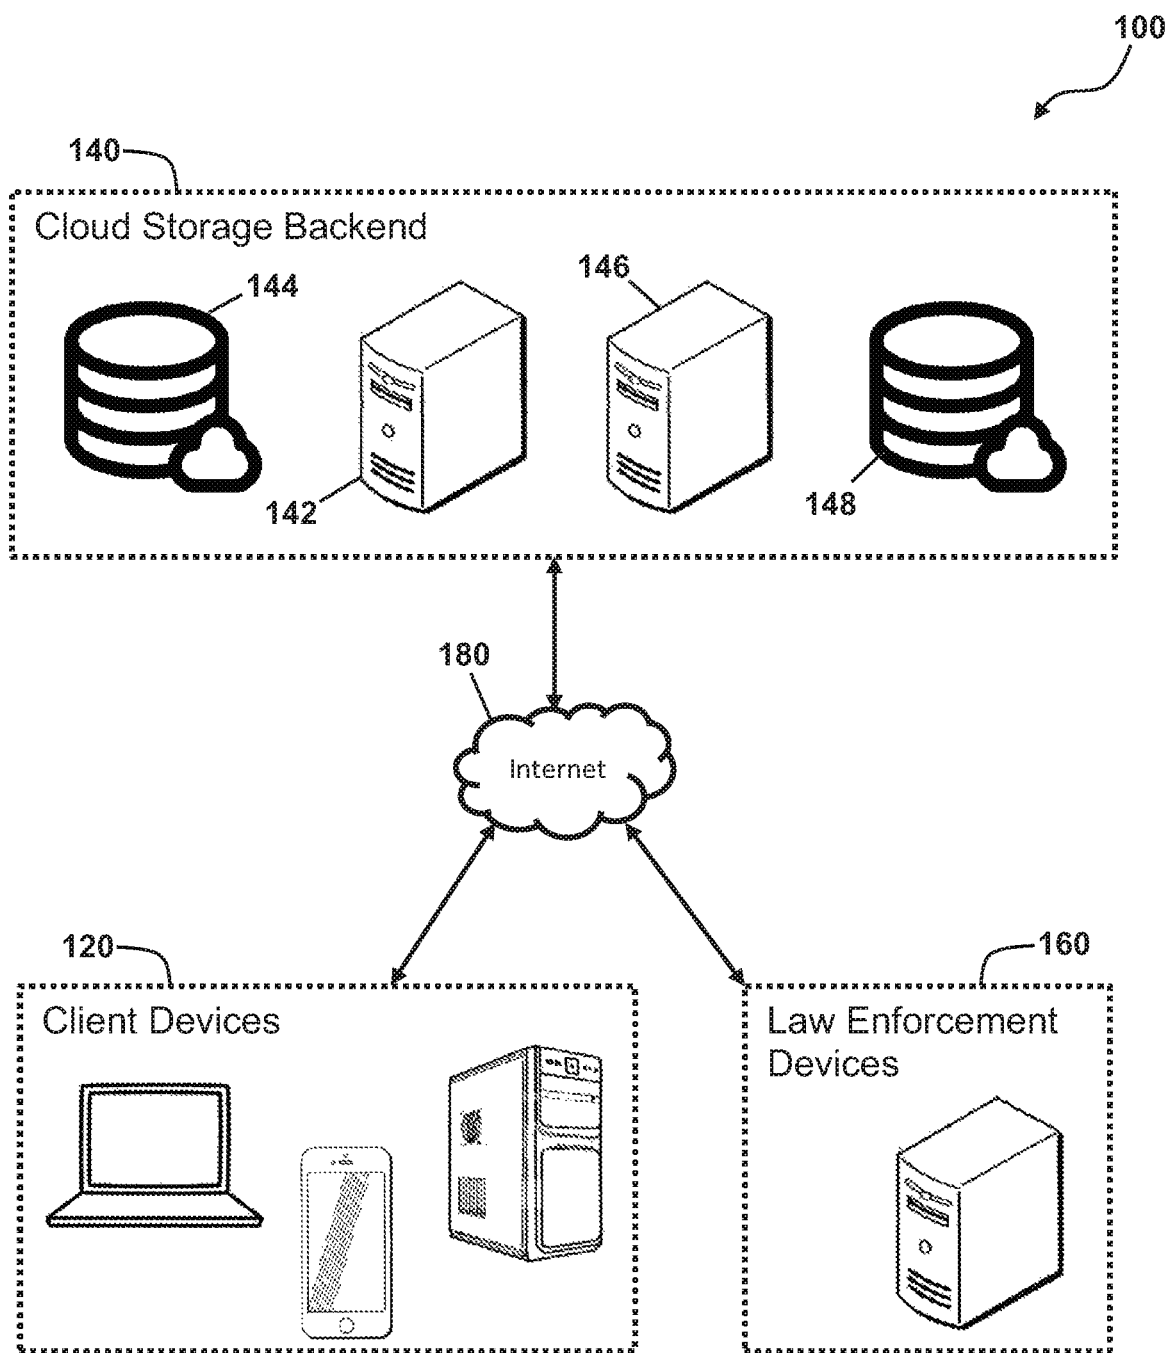 100
140
Cloud Storage Backend
144
146
142
148
180
Internet
120
160
Client Devices
Law Enforcement
Devices